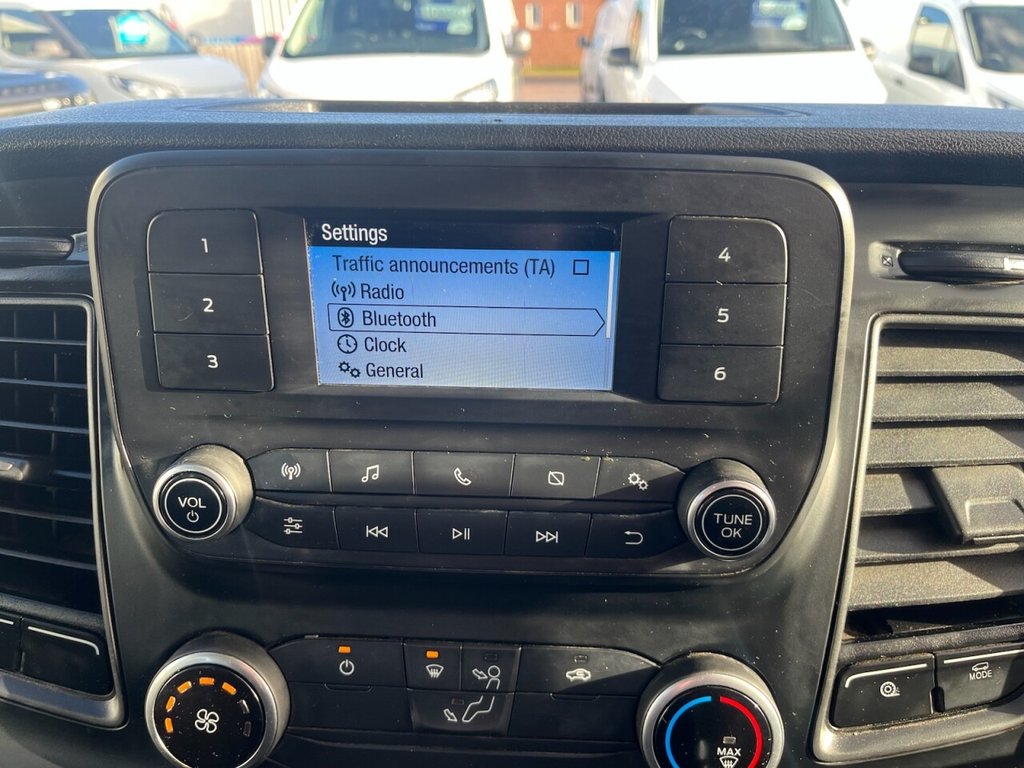 Settings
Traffic announcements (TA)
Radio
Bluetooth
Clock
General
1
2
3
4
5
6
VOL
TUNE
OK
MAX
MODE